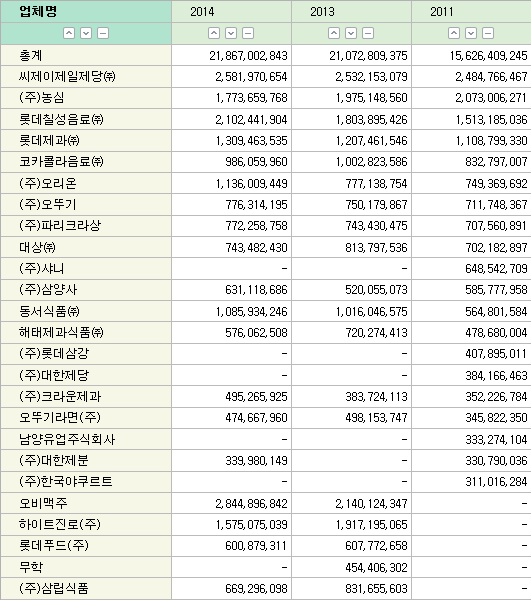 업체명 2014 2013 2011
총계 21,867,002,843 21,072,809,375 15,626,409,245
씨제이제일제당㈜ 2,581,970,654 2,532,153,079 2,484,766,467
(주)농심 1,773,659,768 1,975,148,560 2,073,006,271
롯데칠성음료㈜ 2,102,441,904 1,803,895,426 1,513,185,036
롯데제과㈜ 1,309,463,535 1,207,461,546 1,108,799,330
코카콜라음료㈜ 986,059,960 1,002,823,586 832,797,007
(주)오리온 1,136,009,449 777,138,754 749,369,692
(주)오뚜기 776,314,195 750,179,867 711,748,367
(주)파리크라상 772,258,758 743,430,475 707,560,891
대상㈜ 743,482,430 813,797,536 702,182,897
(주)샤니 - - 648,542,709
(주)삼양사 631,118,686 520,055,073 585,777,958
동서식품㈜ 1,085,934,246 1,016,046,575 564,801,584
해태제과식품㈜ 576,062,508 720,274,413 478,680,004
(주)롯데삼강 - - 407,895,011
(주)대한제당 - - 384,166,463
(주)크라운제과 495,265,925 383,724,113 352,226,784
오뚜기라면(주) 474,667,960 498,153,747 345,822,350
남양유업주식회사 - - 333,274,104
(주)대한제분 339,980,149 - 330,790,036
(주)한국야쿠르트 - - 311,016,284
오비맥주 2,844,896,842 2,140,124,347 -
하이트진로(주) 1,575,075,039 1,917,195,065 -
롯데푸드(주) 600,879,311 607,772,658 -
무학 - 454,406,302 -
(주)삼립식품 669,296,098 831,655,603 -